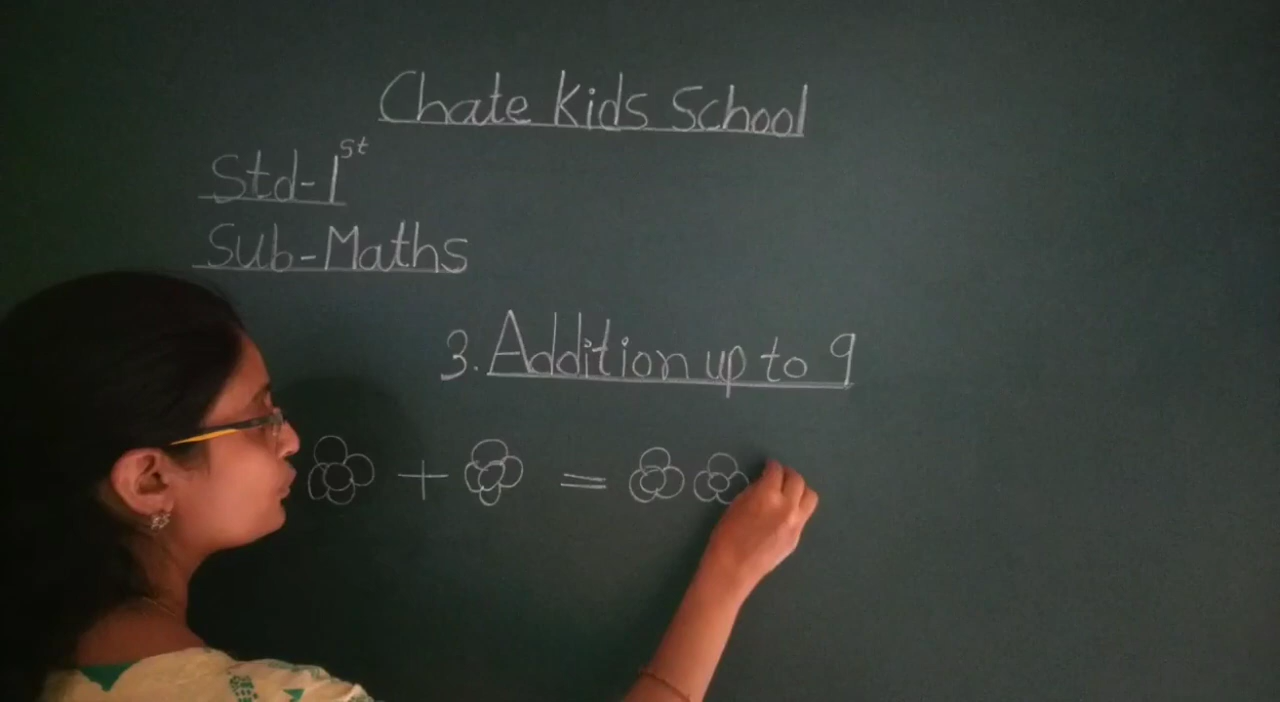 Chate Kids School
Std-1st
Sub-Maths
3. Addition up to 9
+ =